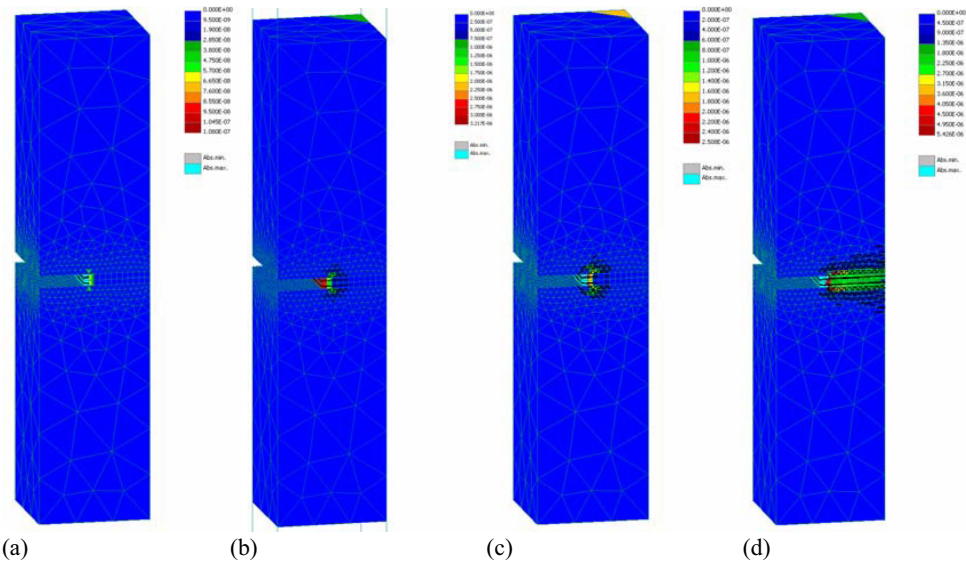 0.000E+00
9.500E-09
1.900E-08
2.850E-08
3.800E-08
4.750E-08
5.700E-08
6.650E-08
7.600E-08
8.550E-08
9.500E-08
1.045E-07
1.080E-07
Abs.min.
Abs.max.
0.000E+00
2.500E-07
5.000E-07
7.500E-07
1.000E-06
1.250E-06
1.500E-06
1.750E-06
2.000E-06
2.250E-06
2.500E-06
2.750E-06
3.000E-06
3.217E-06
Abs.min.
Abs.max.
0.000E+00
2.000E-07
4.000E-07
6.000E-07
8.000E-07
1.000E-06
1.200E-06
1.400E-06
1.600E-06
1.800E-06
2.000E-06
2.200E-06
2.400E-06
2.508E-06
Abs.min.
Abs.max.
0.000E+00
4.500E-07
9.000E-07
1.350E-06
1.800E-06
2.250E-06
2.700E-06
3.150E-06
3.600E-06
4.050E-06
4.500E-06
4.950E-06
5.426E-06
Abs.min.
Abs.max.
(a)
(b)
(c)
(d)